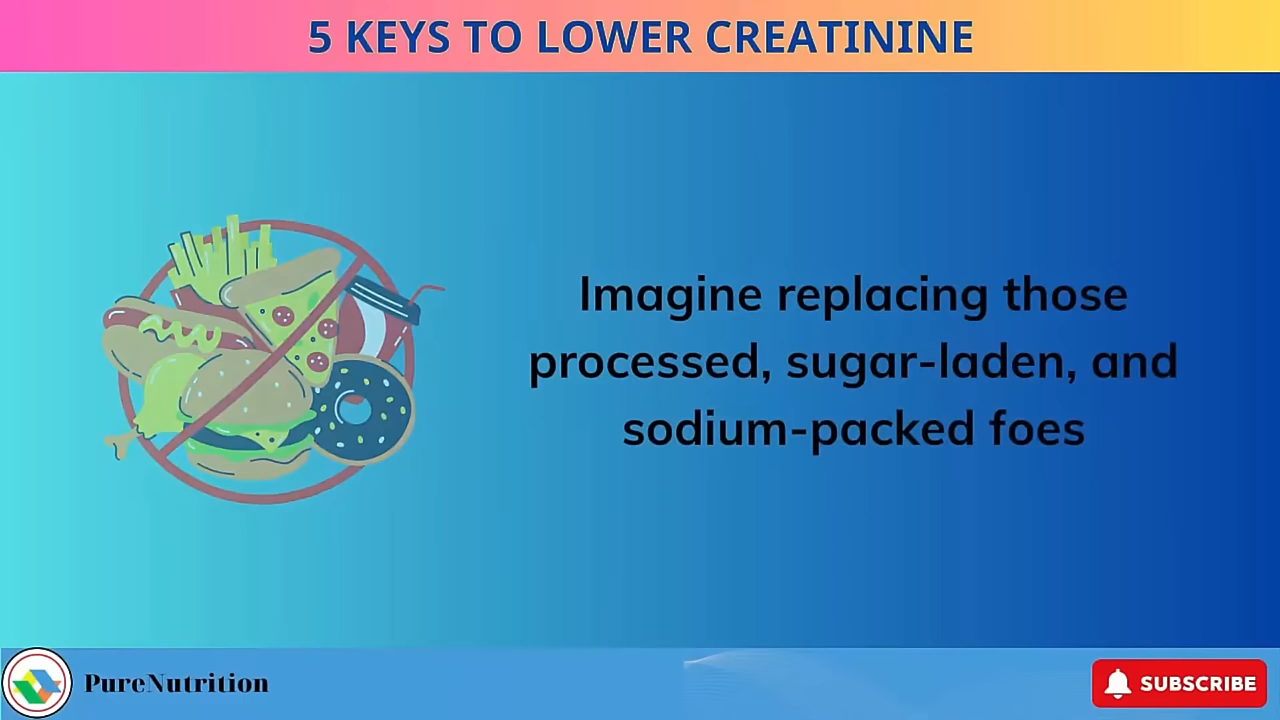 5 KEYS TO LOWER CREATININE
Imagine replacing those
processed, sugar-laden, and
sodium-packed foes
PureNutrition
SUBSCRIBE